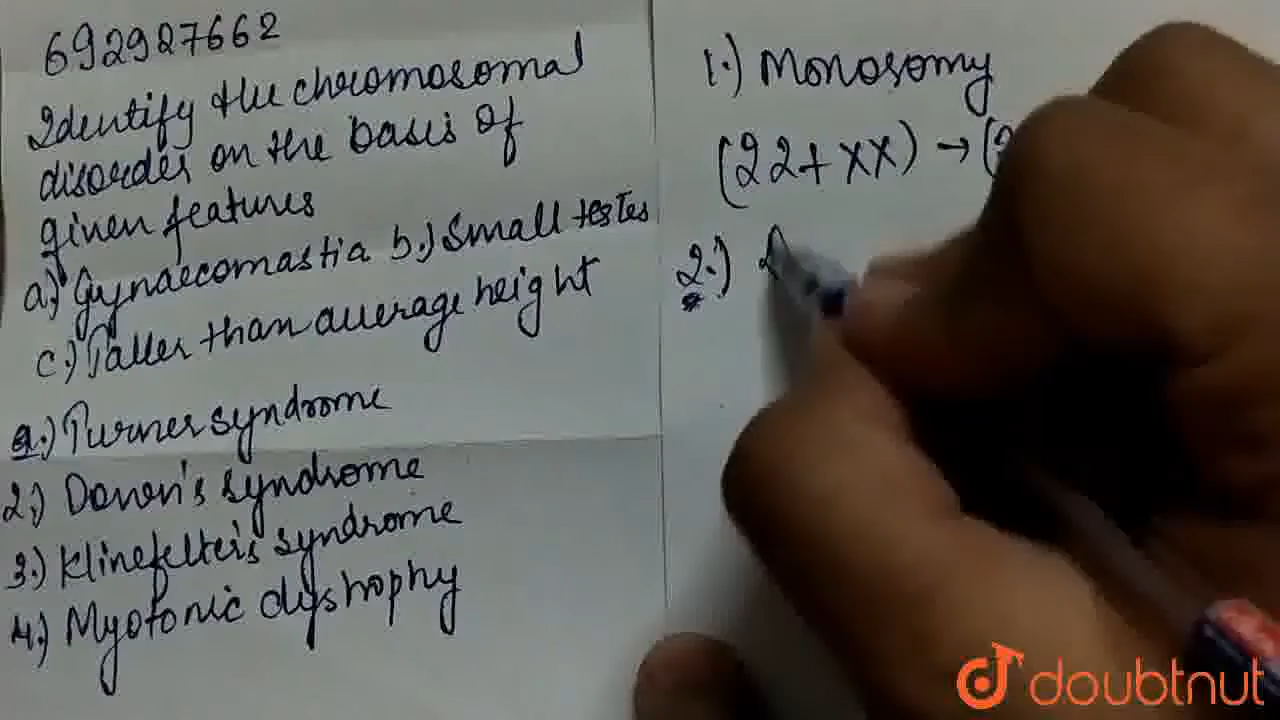 692927662
Identify the chromosomal
disorder on the basis of
given features
a.) Gynaecomastia b.) Small testes
c.) Taller than average height
1.) Turner syndrome
2.) Down's syndrome
3.) Klinefelter's syndrome
4.) Myotonic dystrophy
1.) Monosomy
(22+XX) → (2
2.)
doubtnut